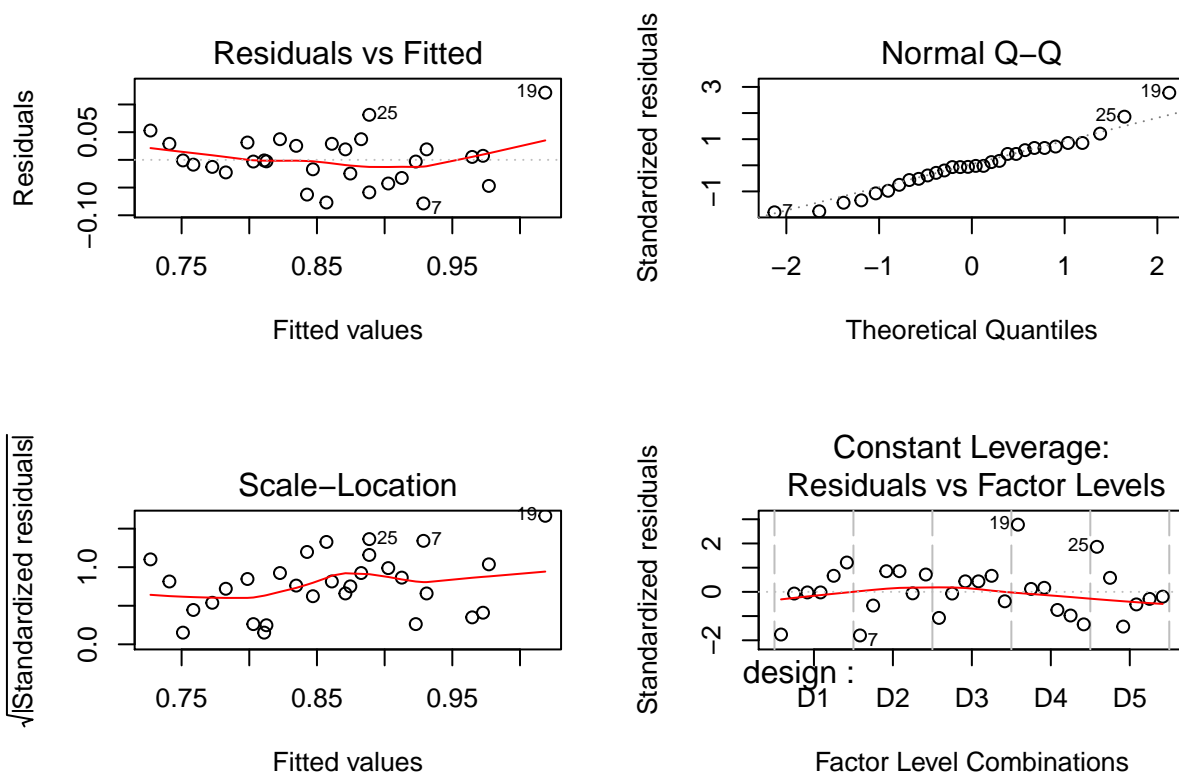 Residuals vs Fitted
Residuals
0.05
−0.10
19
25
7
0.75 0.85 0.95
Fitted values
Normal Q−Q
Standardized residuals
3
1
−1
19
25
7
−2 −1 0 1 2
Theoretical Quantiles
Scale−Location
√|Standardized residuals|
1.0
0.0
19
25
7
0.75 0.85 0.95
Fitted values
Constant Leverage:
Residuals vs Factor Levels
Standardized residuals
2
0
−2
19
25
7
design :
D1 D2 D3 D4 D5
Factor Level Combinations